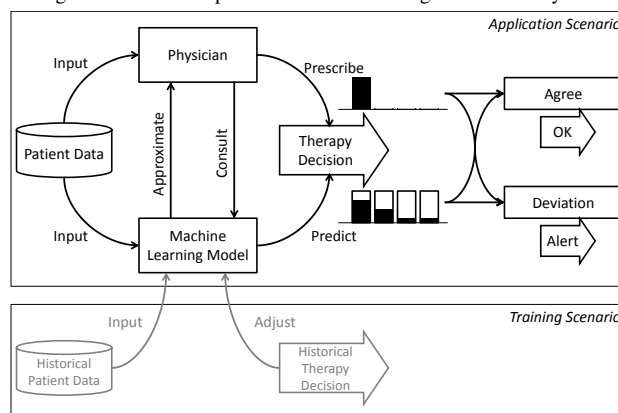 Application Scenario
Physician
Input
Prescribe
Agree
OK
Patient Data
Approximate
Consult
Therapy
Decision
Input
Machine
Learning Model
Predict
Deviation
Alert
Training Scenario
Input
Adjust
Historical
Patient Data
Historical
Therapy
Decision